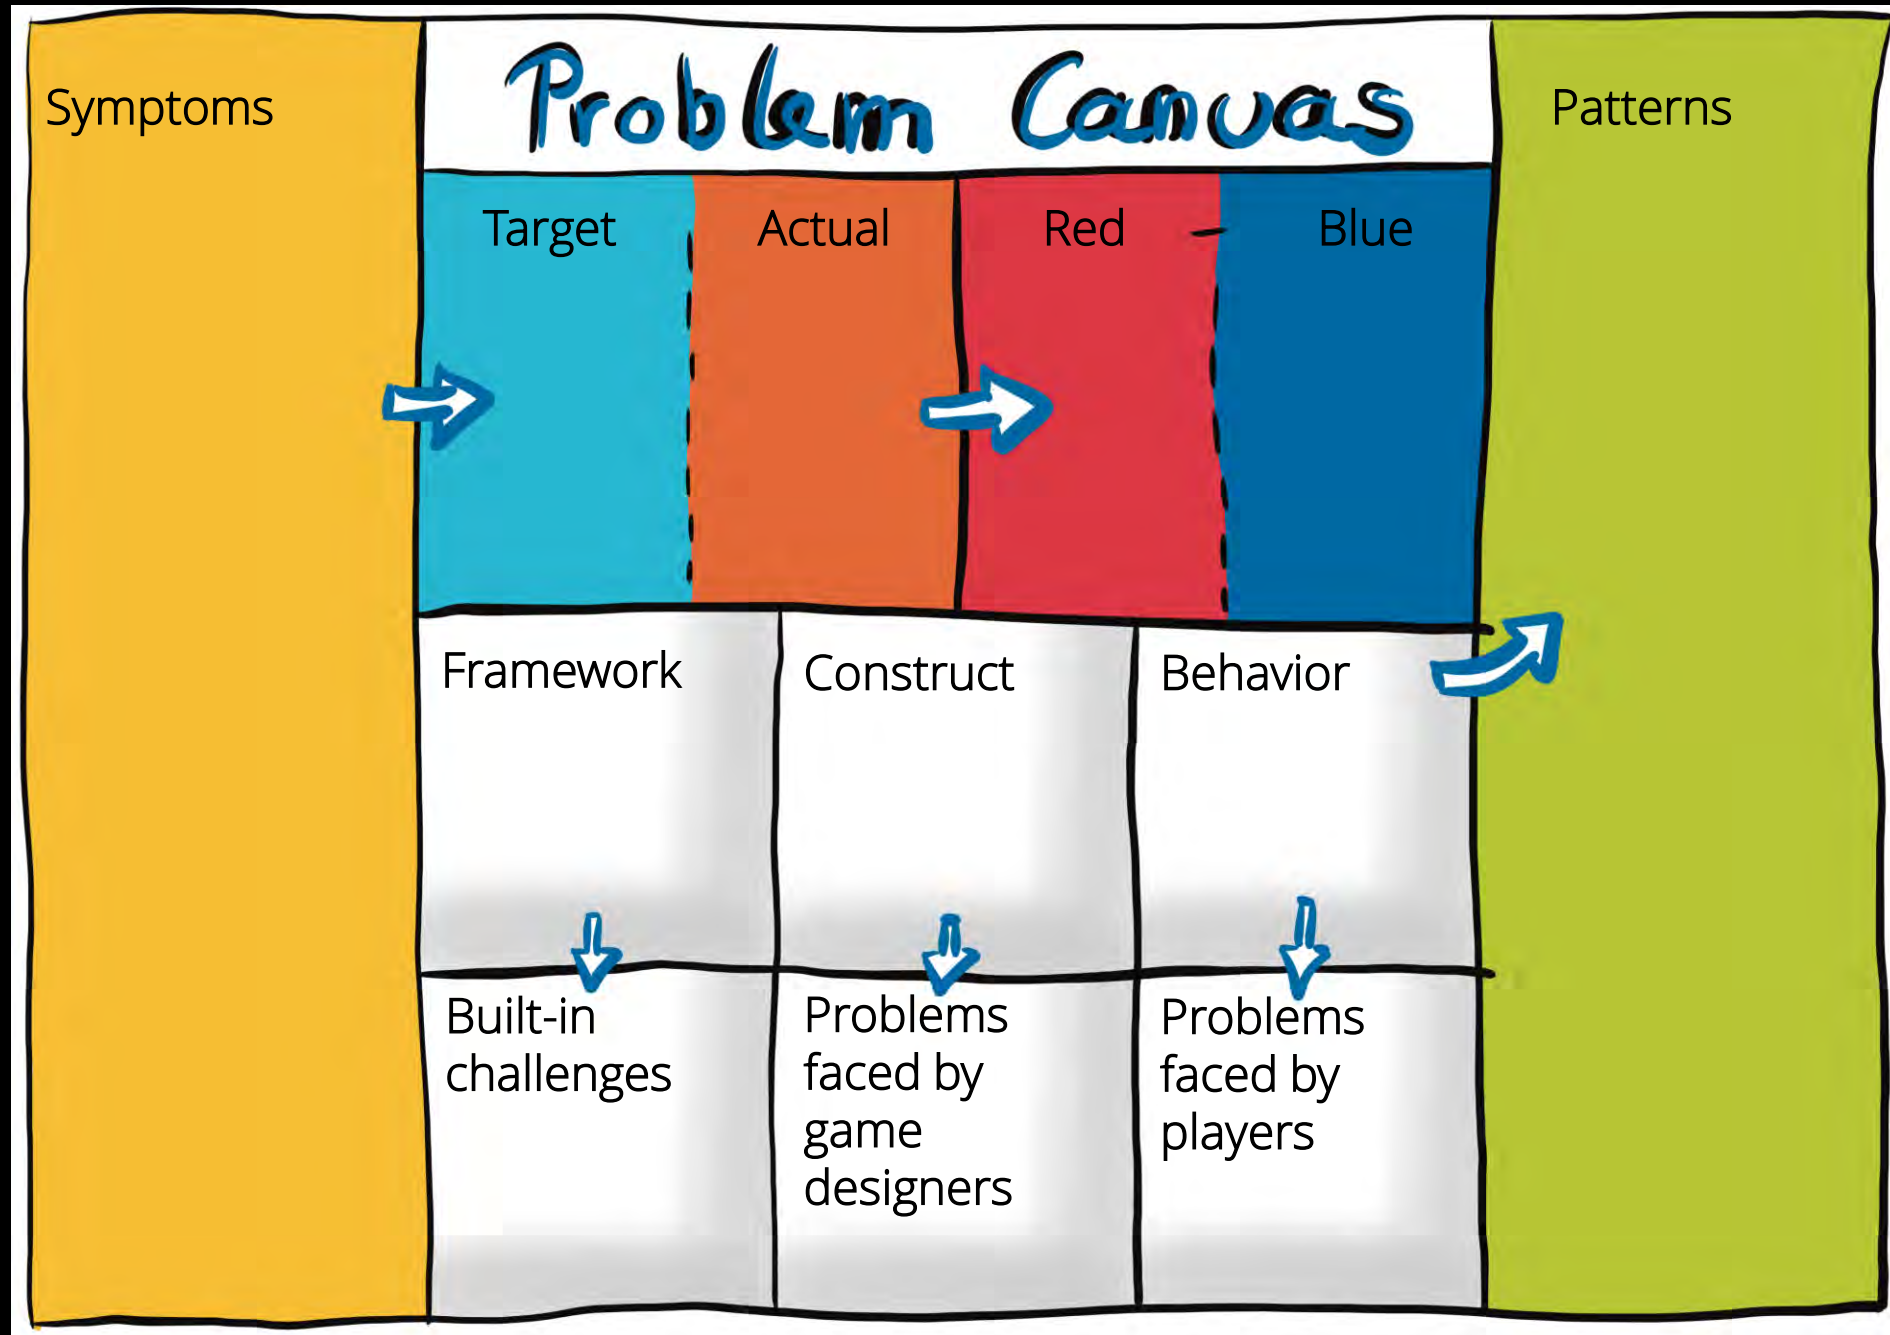 Problem Canvas
Symptoms
Target
Actual
Red - Blue
Patterns
Framework
Construct
Behavior
Built-in
challenges
Problems
faced by
game
designers
Problems
faced by
players